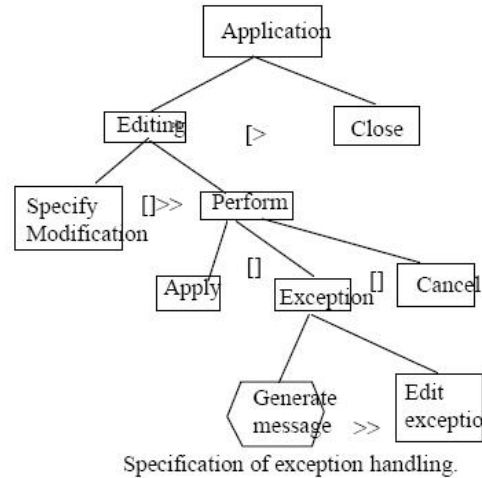 Application
Editing
[>
Close
Specify
Modification
[]>>
Perform
Apply
[]
Exception
[]
Cancel
Generate
message
>>
Edit
exceptio
Specification of exception handling.